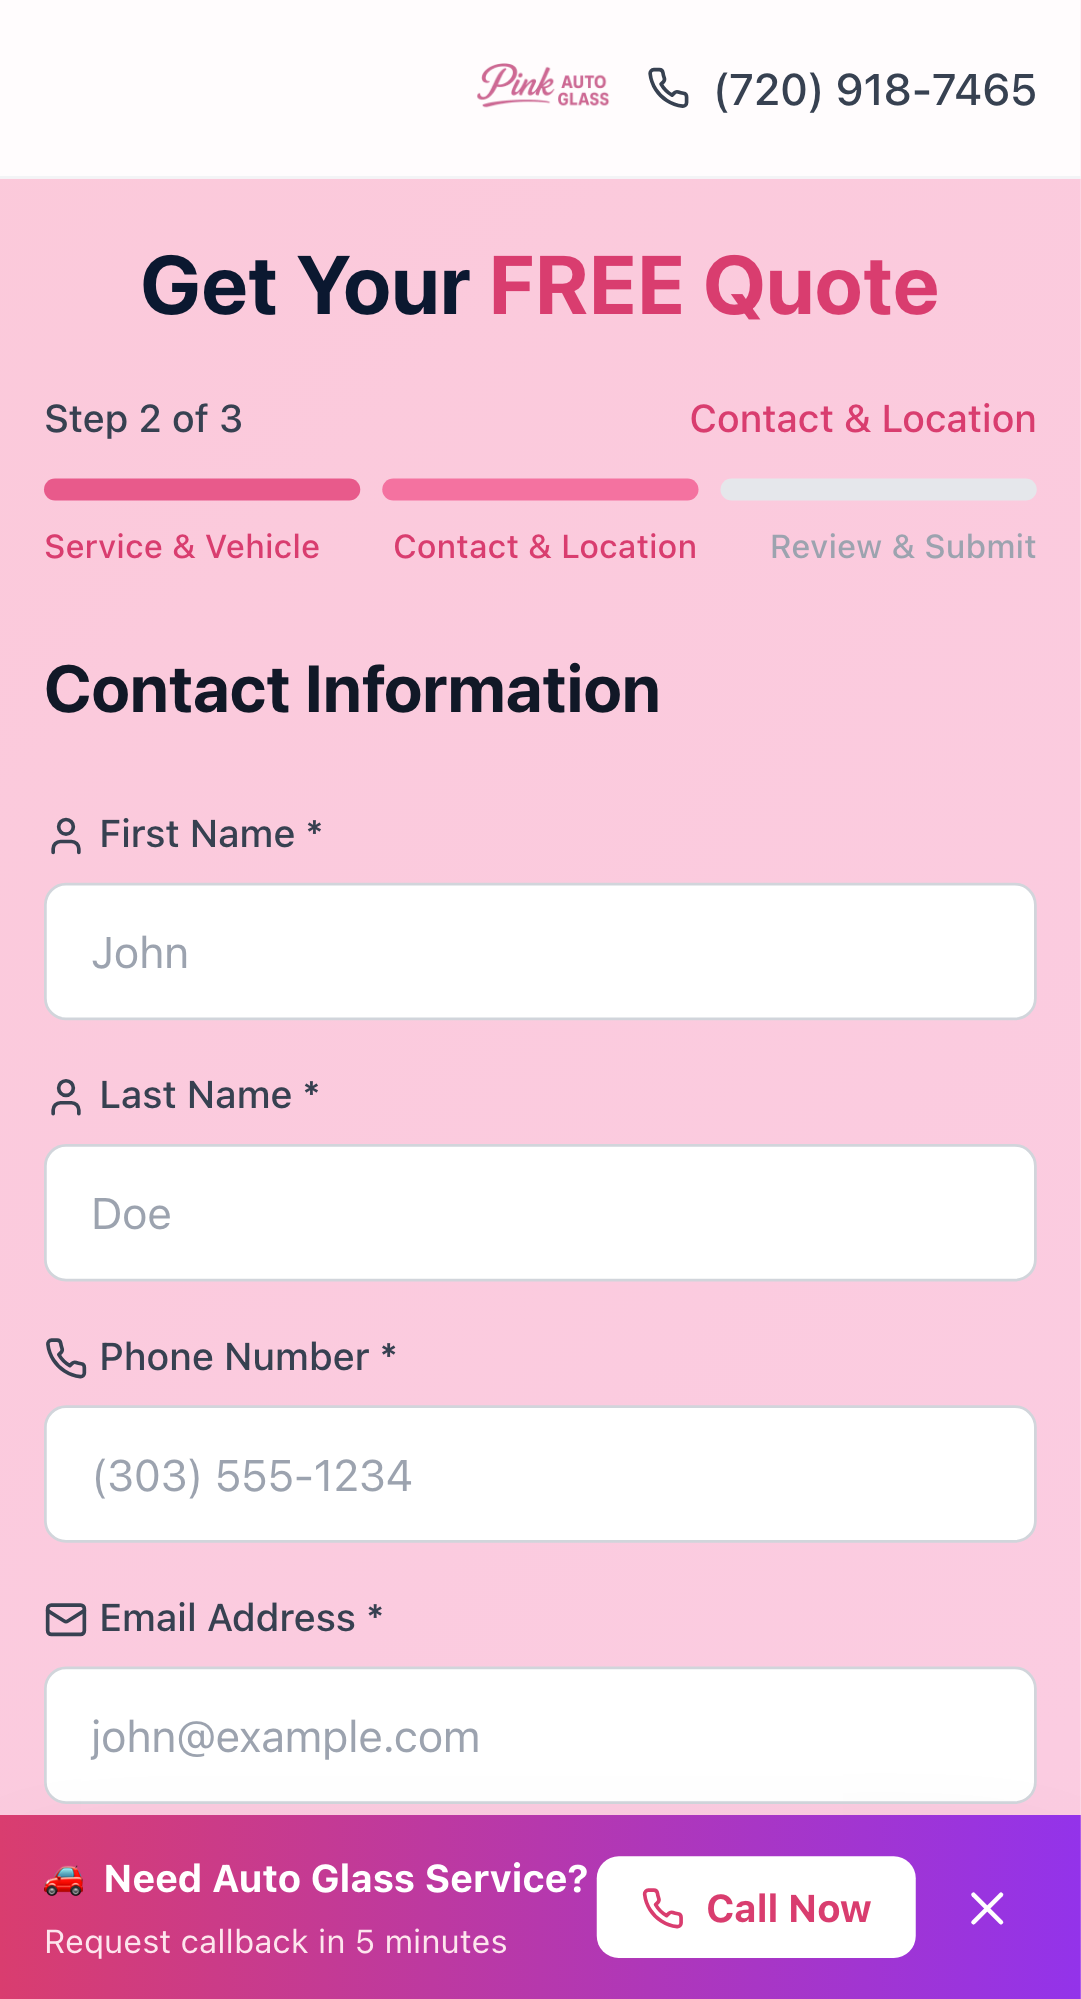 Pink AUTO GLASS
(720) 918-7465
Get Your FREE Quote
Step 2 of 3
Contact & Location
Service & Vehicle
Contact & Location
Review & Submit
Contact Information
First Name *
John
Last Name *
Doe
Phone Number *
(303) 555-1234
Email Address *
john@example.com
🚗 Need Auto Glass Service?
Request callback in 5 minutes
Call Now